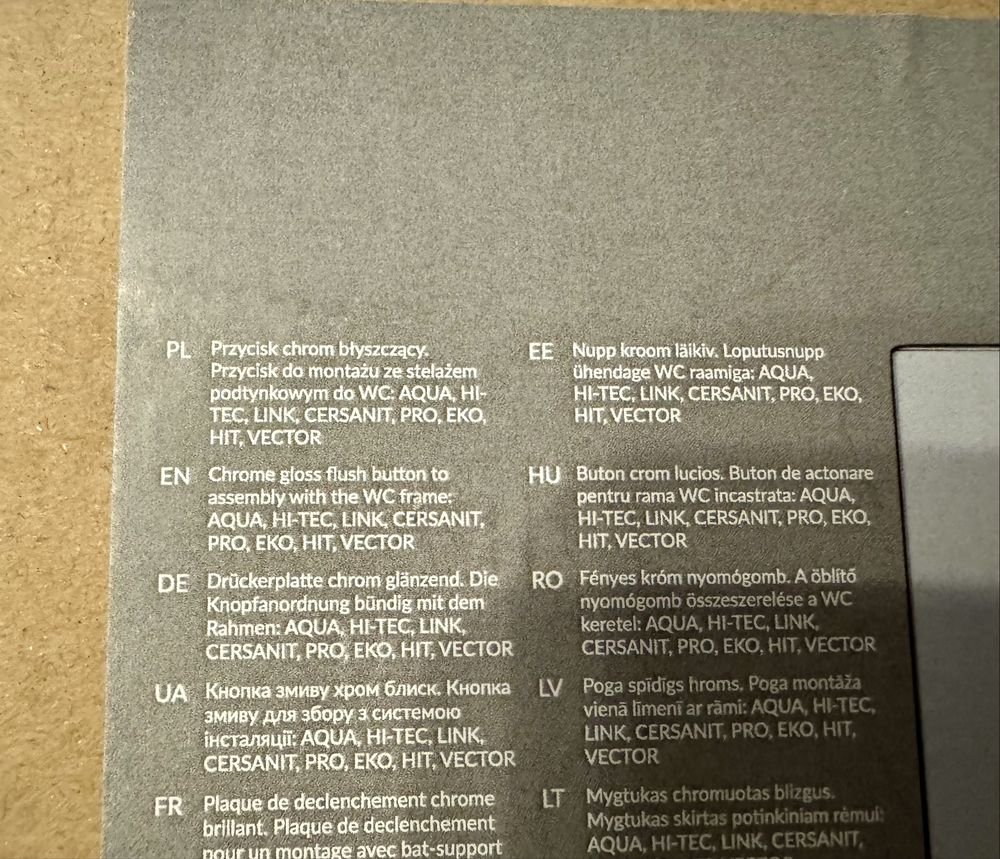 PL Przycisk chrom błyszczący.
Przycisk do montażu ze stelażem
podtynkowym do WC: AQUA, HI-
TEC, LINK, CERSANIT, PRO, EKO,
HIT, VECTOR
EN Chrome gloss flush button to
assembly with the WC frame:
AQUA, HI-TEC, LINK, CERSANIT,
PRO, EKO, HIT, VECTOR
DE Drückerplatte chrom glänzend. Die
Knopfanordnung bündig mit dem
Rahmen: AQUA, HI-TEC, LINK,
CERSANIT, PRO, EKO, HIT, VECTOR
UA Кнопка змиву хром блиск. Кнопка
змиву для збору з системою
інсталяції: AQUA, HI-TEC, LINK,
CERSANIT, PRO, EKO, HIT, VECTOR
FR Plaque de declenchement chrome
brillant. Plaque de declenchement
pour un montage avec bat-support
EE Nupp kroom läikiv. Loputusnupp
ühendage WC raamiga: AQUA,
HI-TEC, LINK, CERSANIT, PRO, EKO,
HIT, VECTOR
HU Buton crom lucios. Buton de actonare
pentru rama WC incastrata: AQUA,
HI-TEC, LINK, CERSANIT, PRO, EKO,
HIT, VECTOR
RO Fényes króm nyomógomb. A öblítő
nyomógomb összeszerelése a WC
keretel: AQUA, HI-TEC, LINK,
CERSANIT, PRO, EKO, HIT, VECTOR
LV Poga spīdīgs hroms. Poga montāža
vienā līmenī ar rāmi: AQUA, HI-TEC,
LINK, CERSANIT, PRO, EKO, HIT,
VECTOR
LT Mygtukas chromuotas blizgus.
Mygtukas skirtas potinkiniam rėmui:
AQUA, HI-TEC, LINK, CERSANIT,